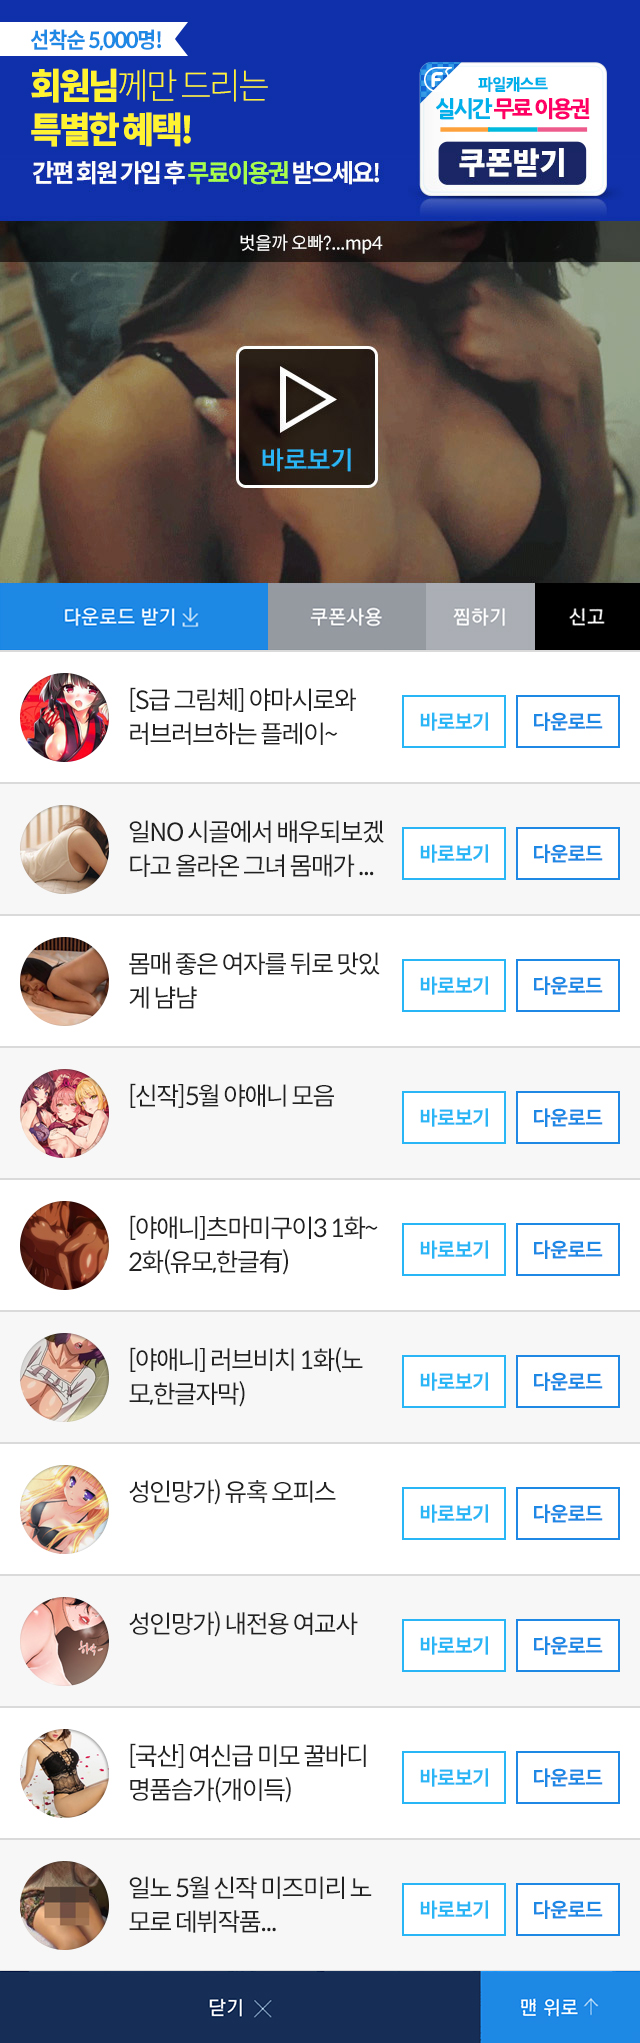 선착순 5,000명!
회원님께만 드리는
특별한 혜택!
간편 회원 가입 후 무료이용권 받으세요!
파일캐스트
실시간 무료 이용권
쿠폰받기
벗을까 오빠?...mp4
바로보기
다운로드 받기 쿠폰사용 찜하기 신고
[S급 그림체] 야마시로와
러브러브하는 플레이~
바로보기 다운로드
일NO 시골에서 배우되보겠
다고 올라온 그녀 몸매가 ...
바로보기 다운로드
몸매 좋은 여자를 뒤로 맛있
게 냠냠
바로보기 다운로드
[신작]5월 야애니 모음
바로보기 다운로드
[야애니]츠마미구이3 1화~
2화(유모,한글有)
바로보기 다운로드
[야애니] 러브비치 1화(노
모,한글자막)
바로보기 다운로드
성인망가) 유혹 오피스
바로보기 다운로드
성인망가) 내전용 여교사
바로보기 다운로드
[국산] 여신급 미모 꿀바디
명품슴가(개이득)
바로보기 다운로드
일노 5월 신작 미즈미리 노
모로 데뷔작품...
바로보기 다운로드
닫기 맨 위로